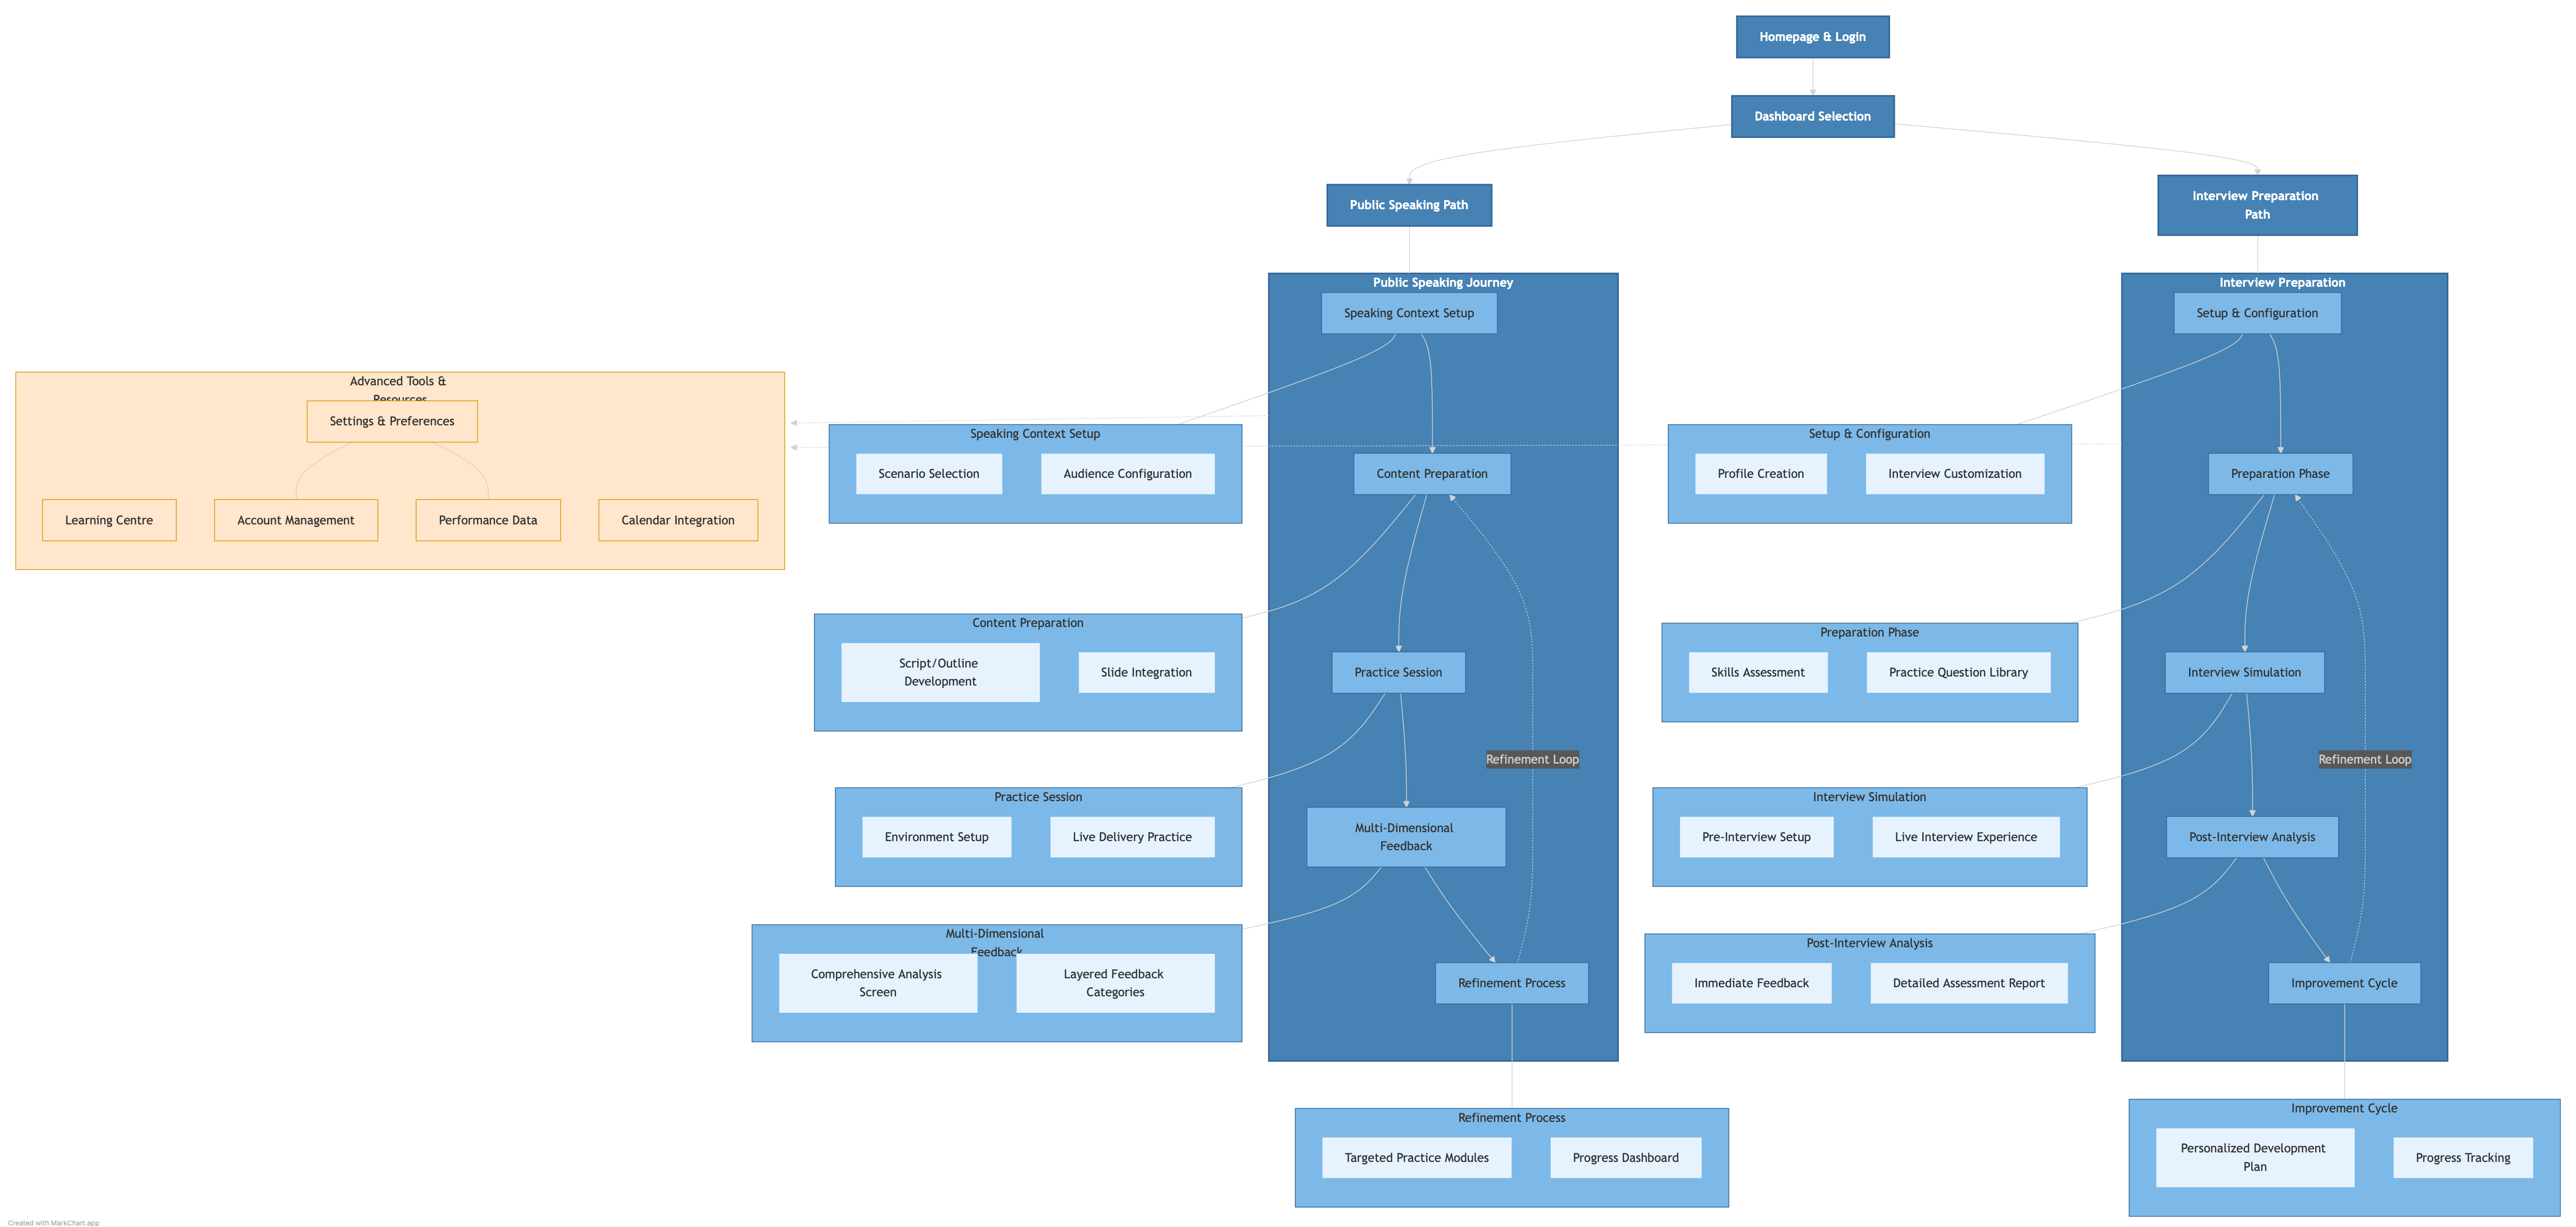 Homepage & Login
Dashboard Selection
Public Speaking Path
Interview Preparation
Path
Public Speaking Journey
Speaking Context Setup
Content Preparation
Practice Session
Refinement Loop
Multi-Dimensional
Feedback
Refinement Process
Interview Preparation
Setup & Configuration
Preparation Phase
Interview Simulation
Refinement Loop
Post-Interview Analysis
Improvement Cycle
Advanced Tools &
Resources
Settings & Preferences
Learning Centre
Account Management
Performance Data
Calendar Integration
Speaking Context Setup
Scenario Selection
Audience Configuration
Content Preparation
Script/Outline
Development
Slide Integration
Practice Session
Environment Setup
Live Delivery Practice
Multi-Dimensional
Feedback
Comprehensive Analysis
Screen
Layered Feedback
Categories
Refinement Process
Targeted Practice Modules
Progress Dashboard
Setup & Configuration
Profile Creation
Interview Customization
Preparation Phase
Skills Assessment
Practice Question Library
Interview Simulation
Pre-Interview Setup
Live Interview Experience
Post-Interview Analysis
Immediate Feedback
Detailed Assessment Report
Improvement Cycle
Personalized Development
Plan
Progress Tracking
Created with MarkChart.app